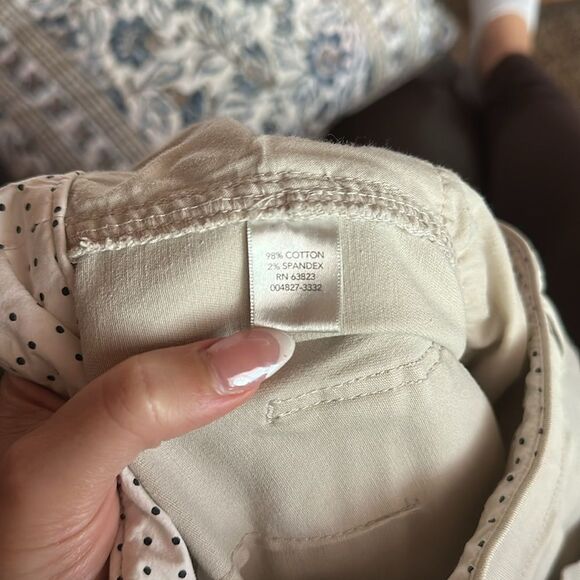 98% COTTON
2% SPANDEX
RN 63823
004827-3332